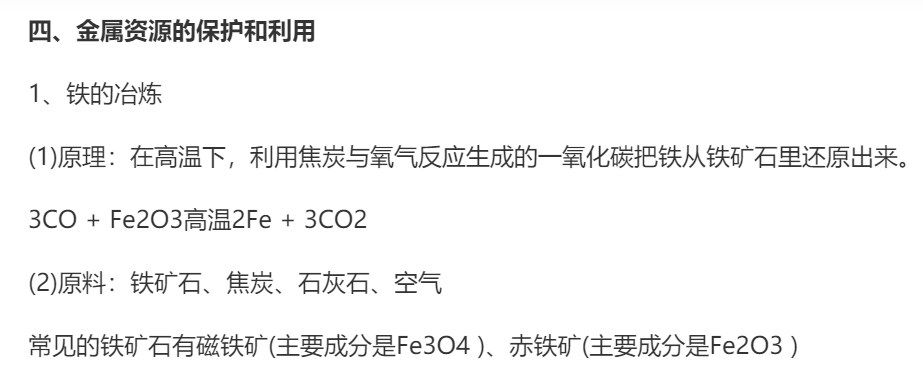 四、金属资源的保护和利用
1、铁的冶炼
(1)原理：在高温下，利用焦炭与氧气反应生成的一氧化碳把铁从铁矿石里还原出来。
3CO + Fe2O3高温2Fe + 3CO2
(2)原料：铁矿石、焦炭、石灰石、空气
常见的铁矿石有磁铁矿(主要成分是Fe3O4 )、赤铁矿(主要成分是Fe2O3 )